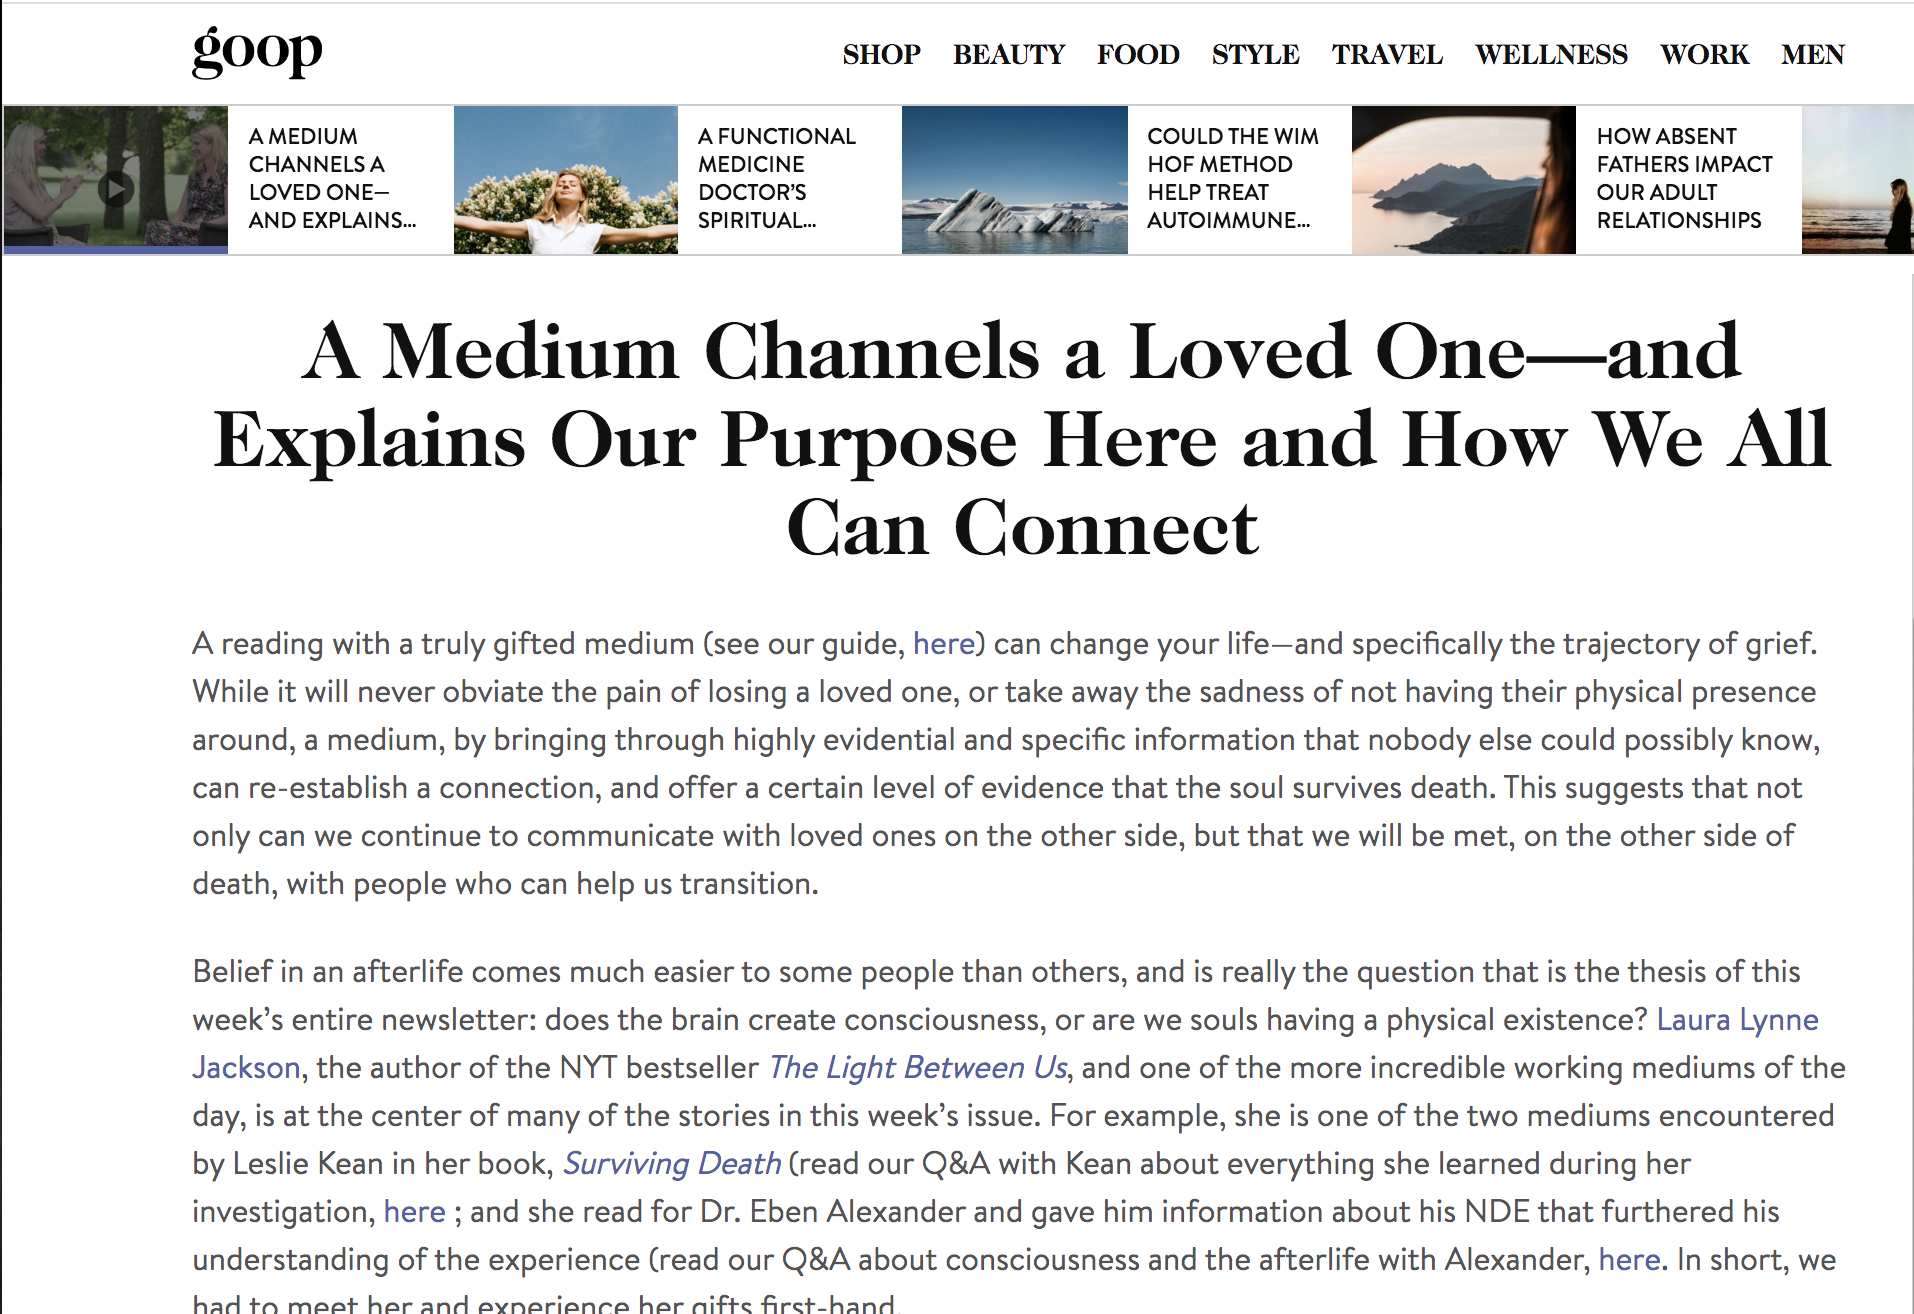 goop
SHOP BEAUTY FOOD STYLE TRAVEL WELLNESS WORK MEN
A MEDIUM
CHANNELS A
LOVED ONE—
AND EXPLAINS...
A FUNCTIONAL
MEDICINE
DOCTOR’S
SPIRITUAL...
COULD THE WIM
HOF METHOD
HELP TREAT
AUTOIMMUNE...
HOW ABSENT
FATHERS IMPACT
OUR ADULT
RELATIONSHIPS
A Medium Channels a Loved One—and
Explains Our Purpose Here and How We All
Can Connect
A reading with a truly gifted medium (see our guide, here) can change your life—and specifically the trajectory of grief.
While it will never obviate the pain of losing a loved one, or take away the sadness of not having their physical presence
around, a medium, by bringing through highly evidential and specific information that nobody else could possibly know,
can re-establish a connection, and offer a certain level of evidence that the soul survives death. This suggests that not
only can we continue to communicate with loved ones on the other side, but that we will be met, on the other side of
death, with people who can help us transition.
Belief in an afterlife comes much easier to some people than others, and is really the question that is the thesis of this
week’s entire newsletter: does the brain create consciousness, or are we souls having a physical existence? Laura Lynne
Jackson, the author of the NYT bestseller The Light Between Us, and one of the more incredible working mediums of the
day, is at the center of many of the stories in this week’s issue. For example, she is one of the two mediums encountered
by Leslie Kean in her book, Surviving Death (read our Q&A with Kean about everything she learned during her
investigation, here ; and she read for Dr. Eben Alexander and gave him information about his NDE that furthered his
understanding of the experience (read our Q&A about consciousness and the afterlife with Alexander, here. In short, we
had to meet her and experience her gifts first-hand.